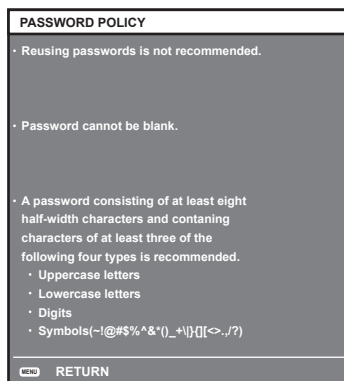 PASSWORD POLICY
・Reusing passwords is not recommended.
・Password cannot be blank.
・A password consisting of at least eight
half-width characters and contaning
characters of at least three of the
following four types is recommended.
・Uppercase letters
・Lowercase letters
・Digits
・Symbols(~!@#$%^&*()_+\|}{][<>.,/?)
MENU RETURN